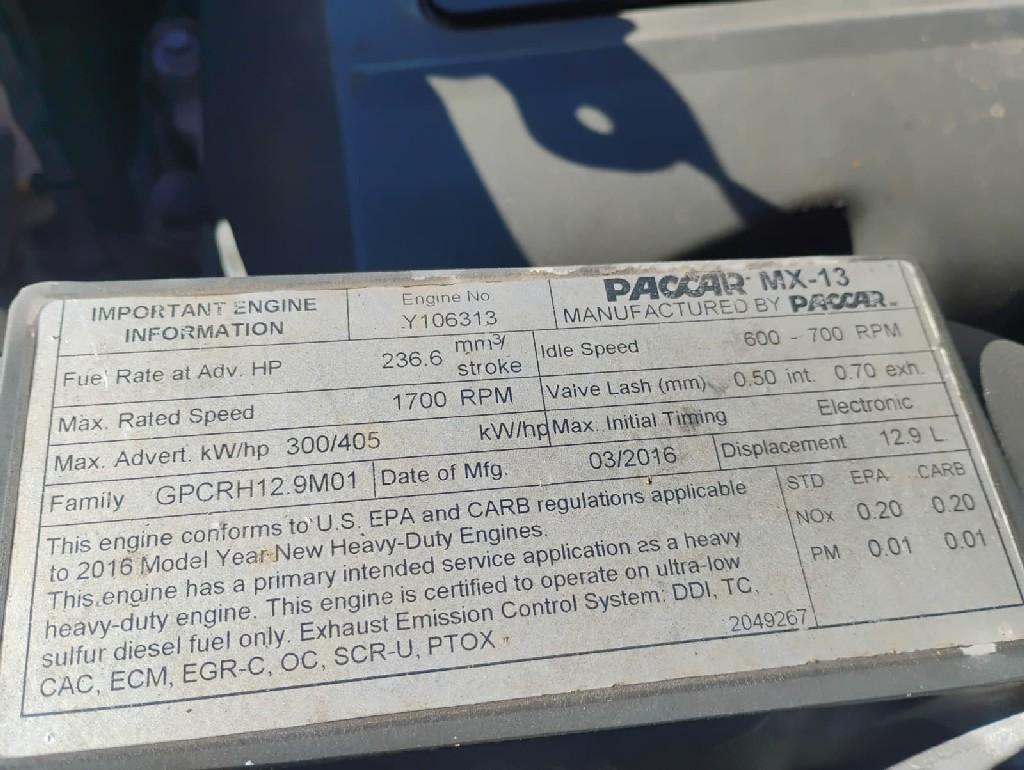 IMPORTANT ENGINE
INFORMATION
Engine No
Y106313
PACCAR MX-13
MANUFACTURED BY PACCAR
Fuel Rate at Adv. HP 236.6 mm3/
stroke
Idle Speed 600 - 700 RPM
Max. Rated Speed 1700 RPM
Valve Lash (mm) 0.50 int. 0.70 exh.
Max. Advert. kW/hp 300/405 kW/hp
Max. Initial Timing Electronic
Family GPCRH12.9M01
Date of Mfg. 03/2016
Displacement 12.9 L
This engine conforms to U.S. EPA and CARB regulations applicable
to 2016 Model Year New Heavy-Duty Engines.
This engine has a primary intended service application as a heavy
heavy-duty engine. This engine is certified to operate on ultra-low
sulfur diesel fuel only. Exhaust Emission Control System: DDI, TC,
CAC, ECM, EGR-C, OC, SCR-U, PTOX
2049267
STD EPA CARB
NOx 0.20 0.20
PM 0.01 0.01